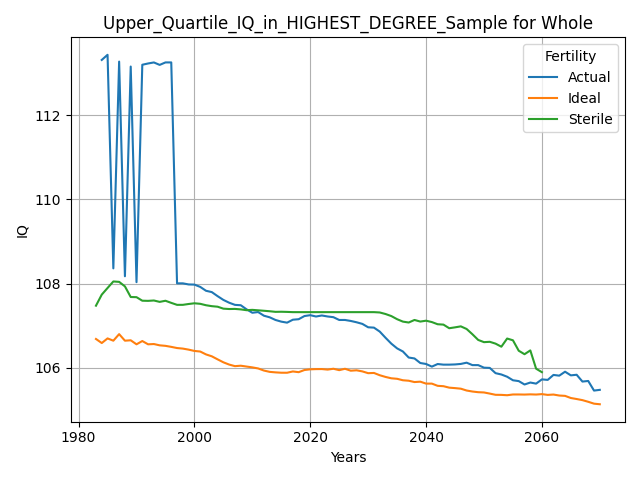 Upper_Quartile_IQ_in_HIGHEST_DEGREE_Sample for Whole
Fertility
Actual
Ideal
Sterile
IQ
112
110
108
106
1980
2000
2020
2040
2060
Years